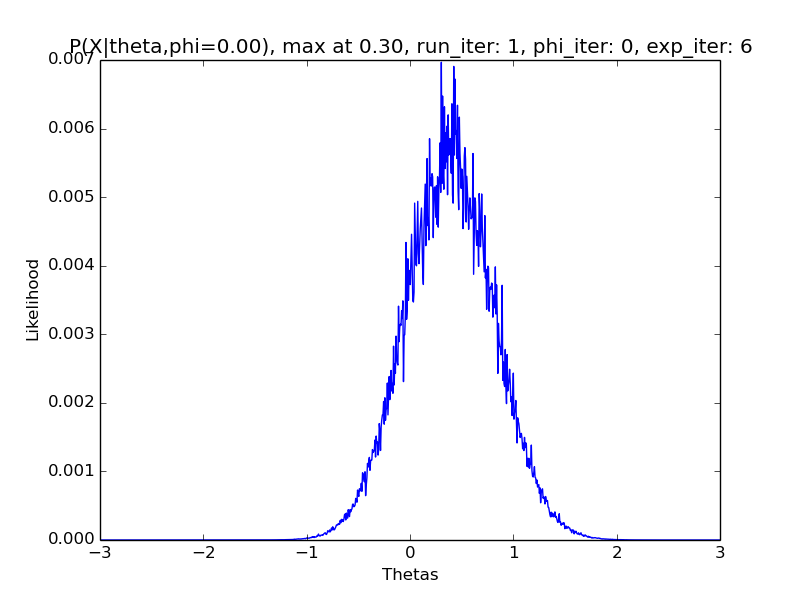 P(X|theta,phi=0.00), max at 0.30, run_iter: 1, phi_iter: 0, exp_iter: 6
0.007
0.006
0.005
0.004
0.003
0.002
0.001
0.000
Likelihood
−3 −2 −1 0 1 2 3
Thetas